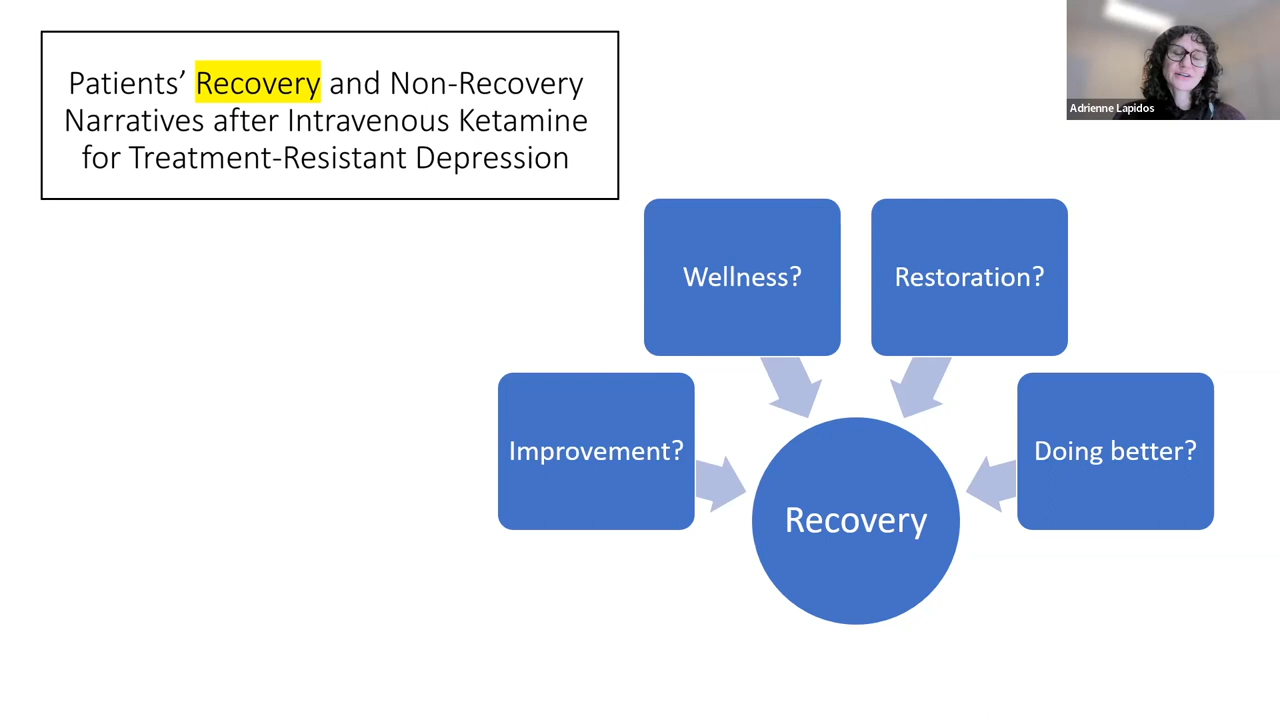 Patients’ Recovery and Non-Recovery
Narratives after Intravenous Ketamine
for Treatment-Resistant Depression
Adrienne Lapidos
Wellness?
Restoration?
Improvement?
Doing better?
Recovery